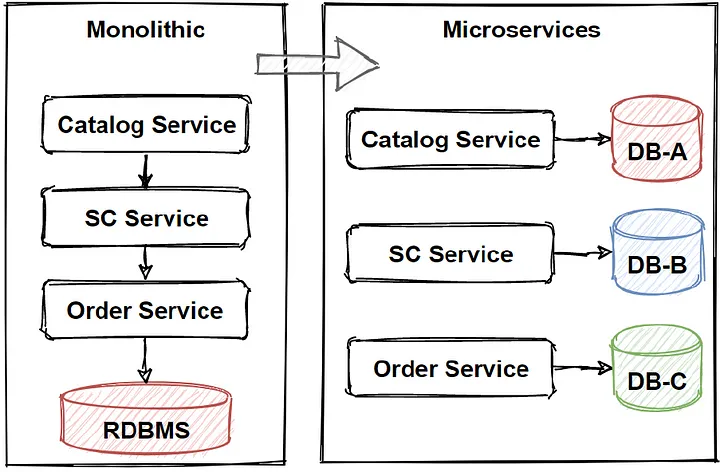 Monolithic
Catalog Service
SC Service
Order Service
RDBMS
Microservices
Catalog Service
DB-A
SC Service
DB-B
Order Service
DB-C